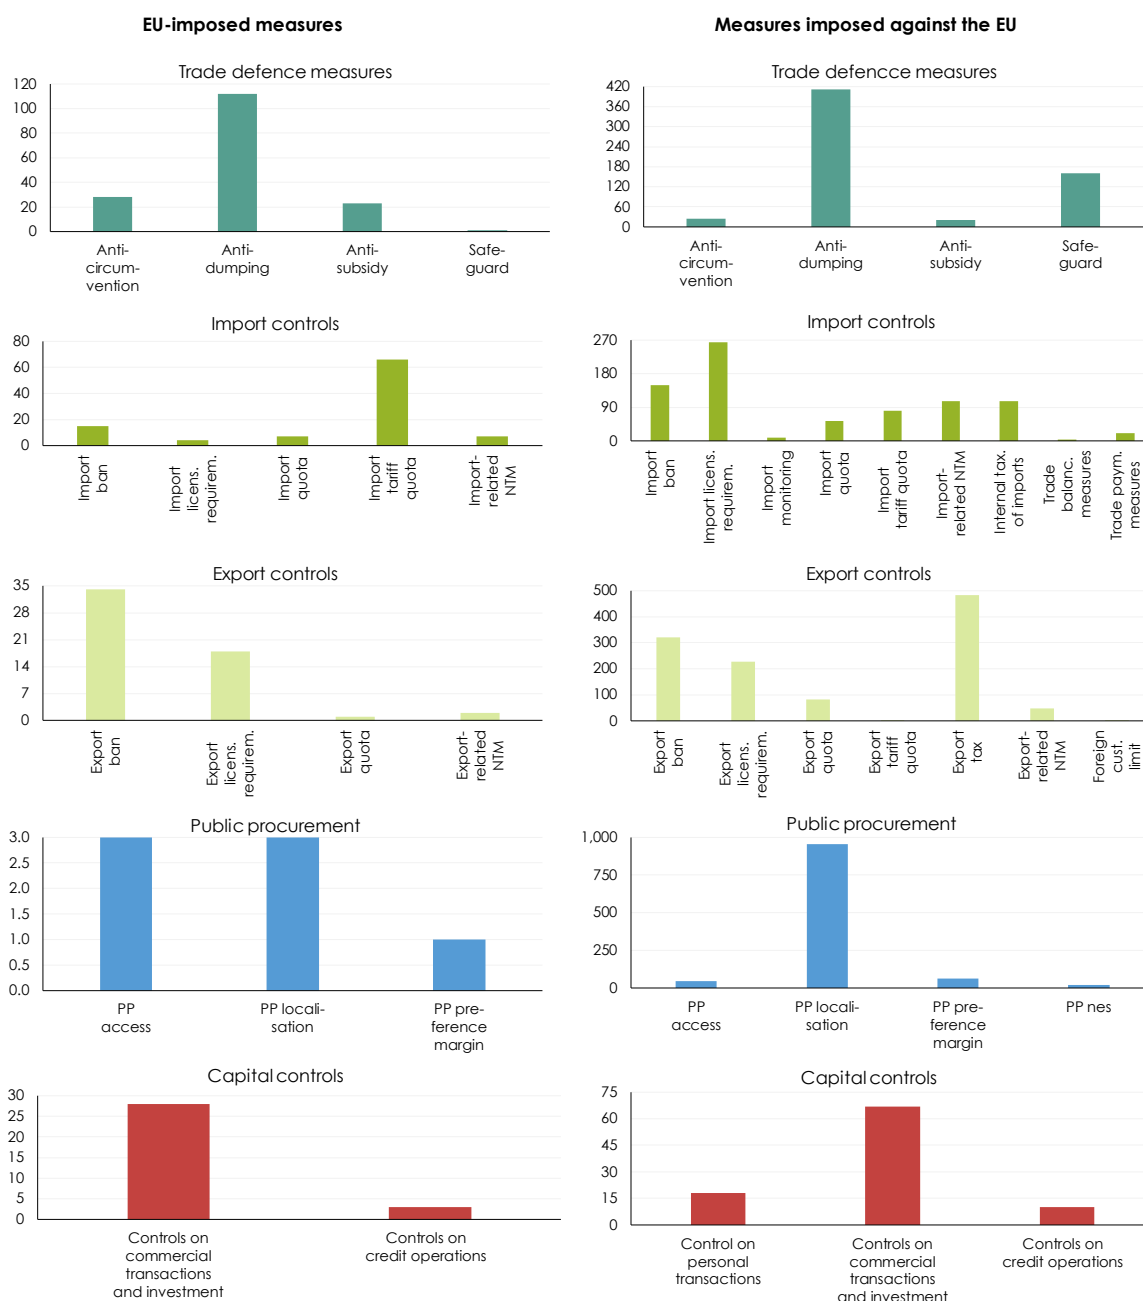 EU-imposed measures
Trade defence measures
120
100
80
60
40
20
0
Anti-
circum-
vention
Anti-
dumping
Anti-
subsidy
Safe-
guard
Import controls
80
60
40
20
0
Import
ban
Import
licens.
requirem.
Import
quota
Import
tariff
quota
Import-
related
NTM
Export controls
35
28
21
14
7
0
Export
ban
Export
licens.
requirem.
Export
quota
Export-
related
NTM
Public procurement
3.0
2.5
2.0
1.5
1.0
0.5
0.0
PP
access
PP locali-
sation
PP pre-
ference
margin
Capital controls
30
25
20
15
10
5
0
Controls on
commercial
transactions
and investment
Controls on
credit operations
Measures imposed against the EU
Trade defencce measures
420
360
300
240
180
120
60
0
Anti-
circum-
vention
Anti-
dumping
Anti-
subsidy
Safe-
guard
Import controls
270
180
90
0
Import
ban
Import licens.
requirem.
Import
monitoring
Import
quota
Import
tariff quota
Import-
related NTM
Internal tax.
of imports
Trade
balanc.
measures
Trade paym.
measures
Export controls
500
400
300
200
100
0
Export
ban
Export
licens.
requirem.
Export
quota
Export
tariff
quota
Export
tax
Export-
related
NTM
Foreign
cust.
limit
Public procurement
1,000
750
500
250
0
PP
access
PP locali-
sation
PP pre-
ference
margin
PP nes
Capital controls
75
60
45
30
15
0
Control on
personal
transactions
Controls on
commercial
transactions
and investment
Controls on
credit operations